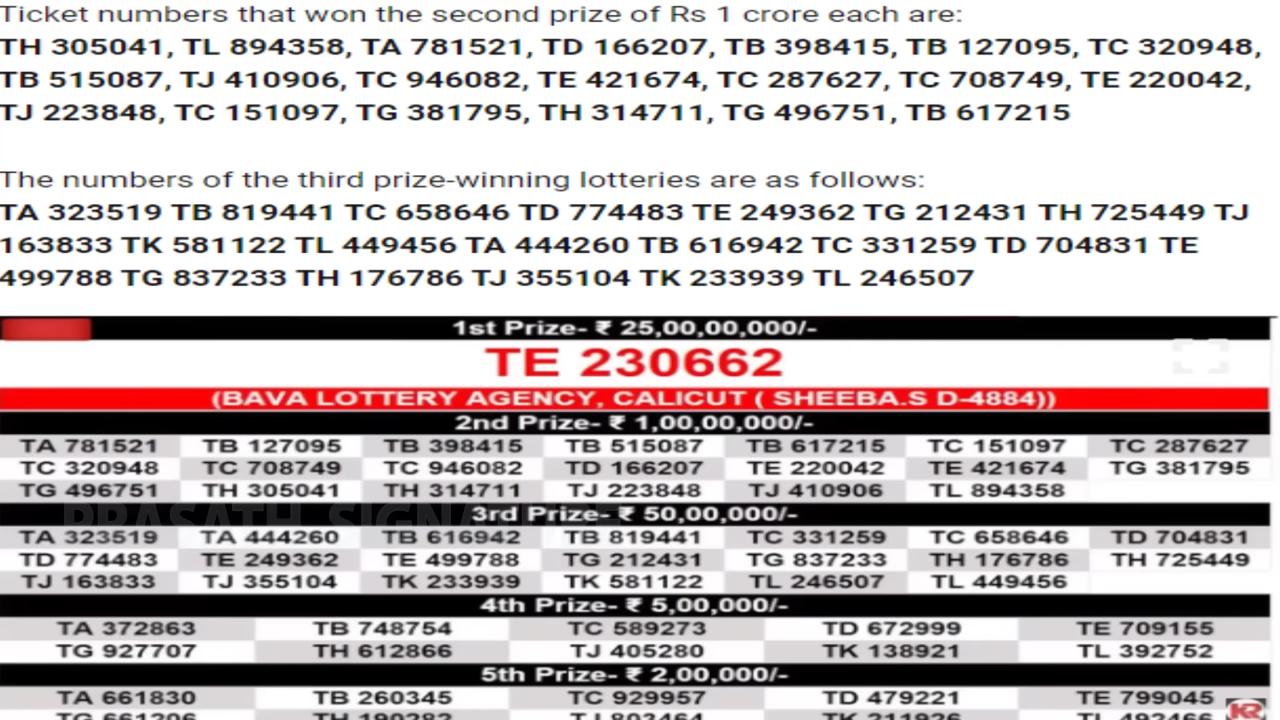 Ticket numbers that won the second prize of Rs 1 crore each are:
TH 305041, TL 894358, TA 781521, TD 166207, TB 398415, TB 127095, TC 320948,
TB 515087, TJ 410906, TC 946082, TE 421674, TC 287627, TC 708749, TE 220042,
TJ 223848, TC 151097, TG 381795, TH 314711, TG 496751, TB 617215
The numbers of the third prize-winning lotteries are as follows:
TA 323519 TB 819441 TC 658646 TD 774483 TE 249362 TG 212431 TH 725449 TJ
163833 TK 581122 TL 449456 TA 444260 TB 616942 TC 331259 TD 704831 TE
499788 TG 837233 TH 176786 TJ 355104 TK 233939 TL 246507
1st Prize- ₹ 25,00,00,000/-
TE 230662
(BAVA LOTTERY AGENCY, CALICUT ( SHEEBA.S D-4884))
2nd Prize- ₹ 1,00,00,000/-
TA 781521 TB 127095 TB 398415 TB 515087 TB 617215 TC 151097 TC 287627
TC 320948 TC 708749 TC 946082 TD 166207 TE 220042 TE 421674 TG 381795
TG 496751 TH 305041 TH 314711 TJ 223848 TJ 410906 TL 894358
3rd Prize- ₹ 50,00,000/-
TA 323519 TA 444260 TB 616942 TB 819441 TC 331259 TC 658646 TD 704831
TD 774483 TE 249362 TE 499788 TG 212431 TG 837233 TH 176786 TH 725449
TJ 163833 TJ 355104 TK 233939 TK 581122 TL 246507 TL 449456
4th Prize- ₹ 5,00,000/-
TA 372863 TB 748754 TC 589273 TD 672999 TE 709155
TG 927707 TH 612866 TJ 405280 TK 138921 TL 392752
5th Prize- ₹ 2,00,000/-
TA 661830 TB 260345 TC 929957 TD 479221 TE 799045
KR